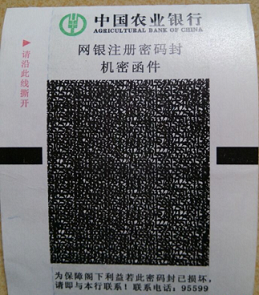 中国农业银行
AGRICULTURAL BANK OF CHINA
网银注册密码封
机密函件
请沿此线撕开
为保障阁下利益若此密码封已损坏，
请即与本行联系！联系电话，95599